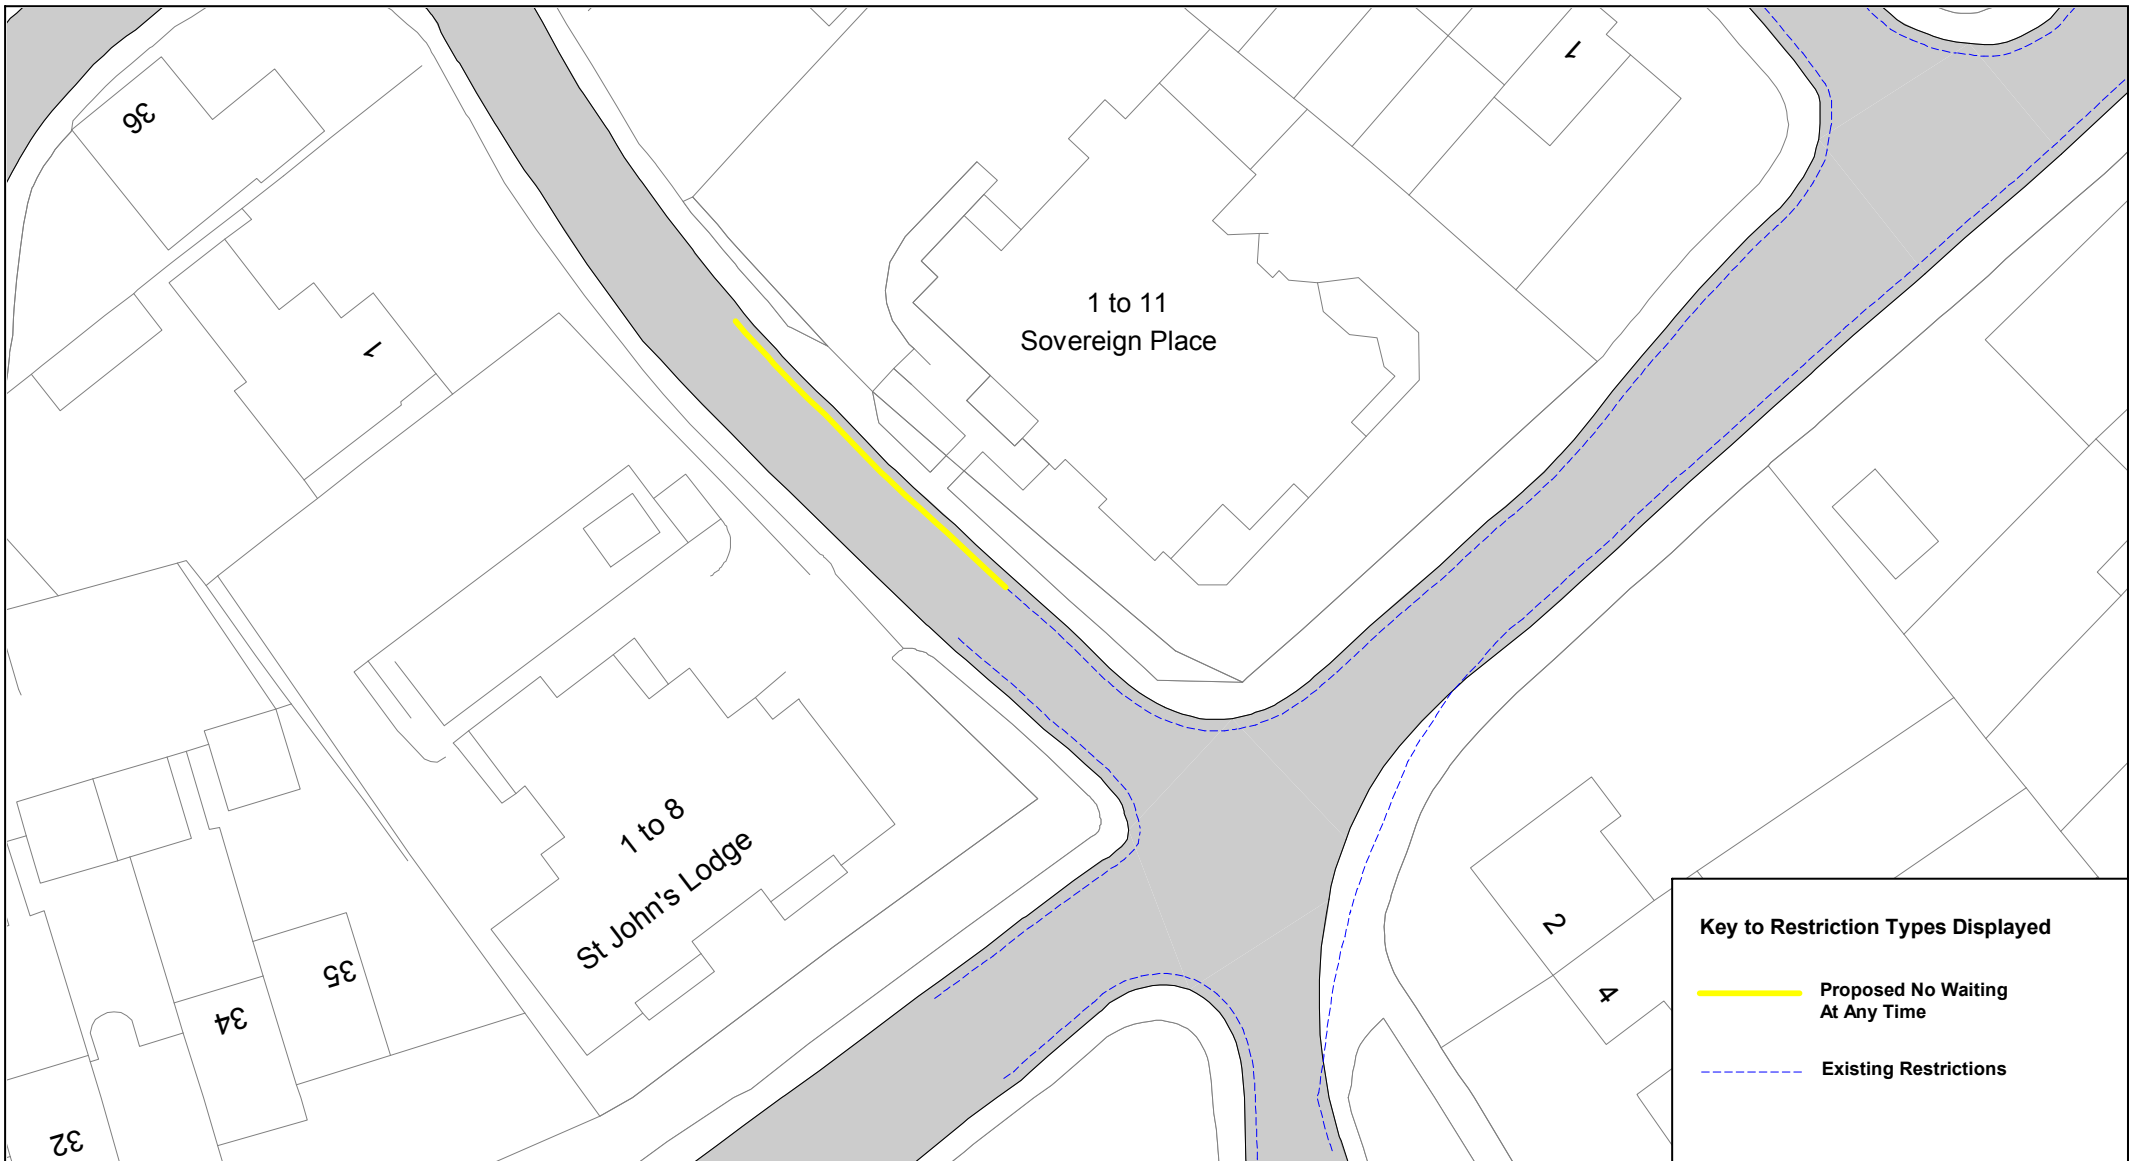 36
1
1
1 to 11
Sovereign Place
1 to 8
St John's Lodge
35
34
32
2
4
Key to Restriction Types Displayed
Proposed No Waiting
At Any Time
Existing Restrictions